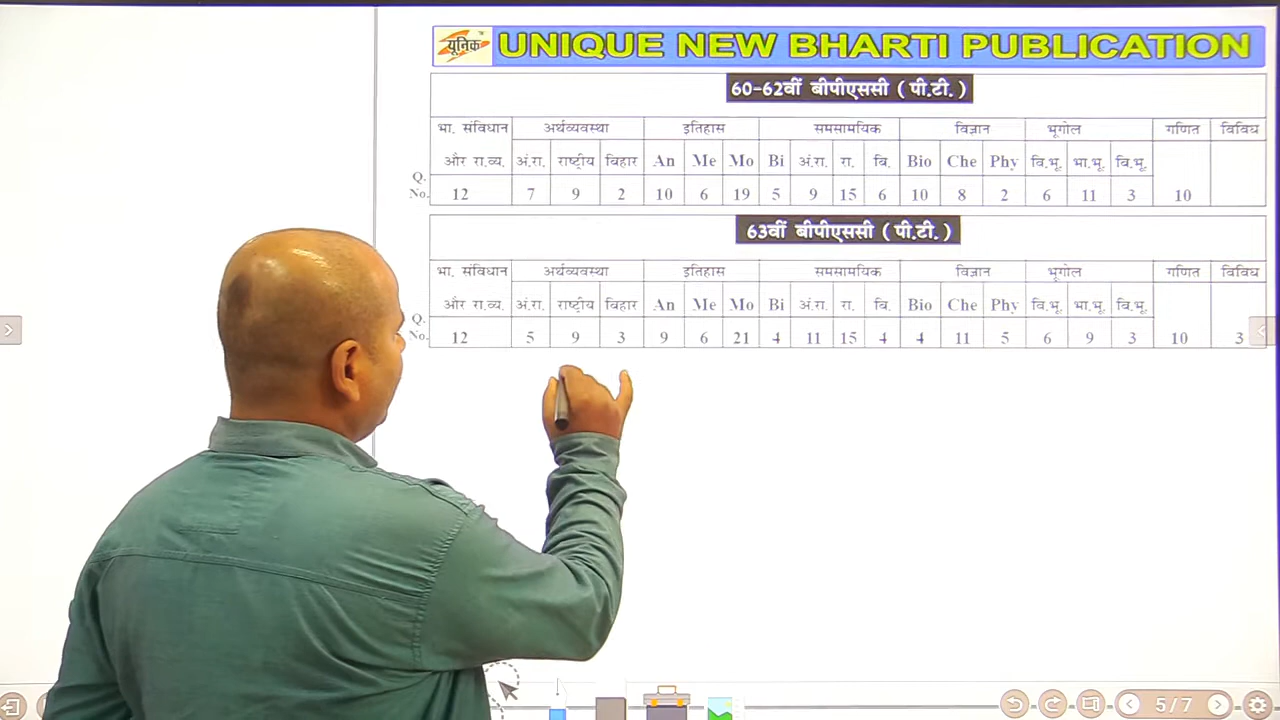 यूनिक UNIQUE NEW BHARTI PUBLICATION
60-62वीं बीपीएससी ( पी.टी. )
भा. संविधान अर्थव्यवस्था इतिहास समसामयिक विज्ञान भूगोल गणित विविध
और रा.व्य. अं.रा. राष्ट्रीय बिहार An Me Mo Bi अं.रा. रा. बि. Bio Che Phy वि.भू. भा.भू. बि.भू.
Q.
No. 12 7 9 2 10 6 19 5 9 15 6 10 8 2 6 11 3 10
63वीं बीपीएससी ( पी.टी. )
भा. संविधान अर्थव्यवस्था इतिहास समसामयिक विज्ञान भूगोल गणित विविध
और रा.व्य. अं.रा. राष्ट्रीय बिहार An Me Mo Bi अं.रा. रा. बि. Bio Che Phy वि.भू. भा.भू. बि.भू.
Q.
No. 12 5 9 3 9 6 21 4 11 15 4 4 11 5 6 9 3 10 3
5/7